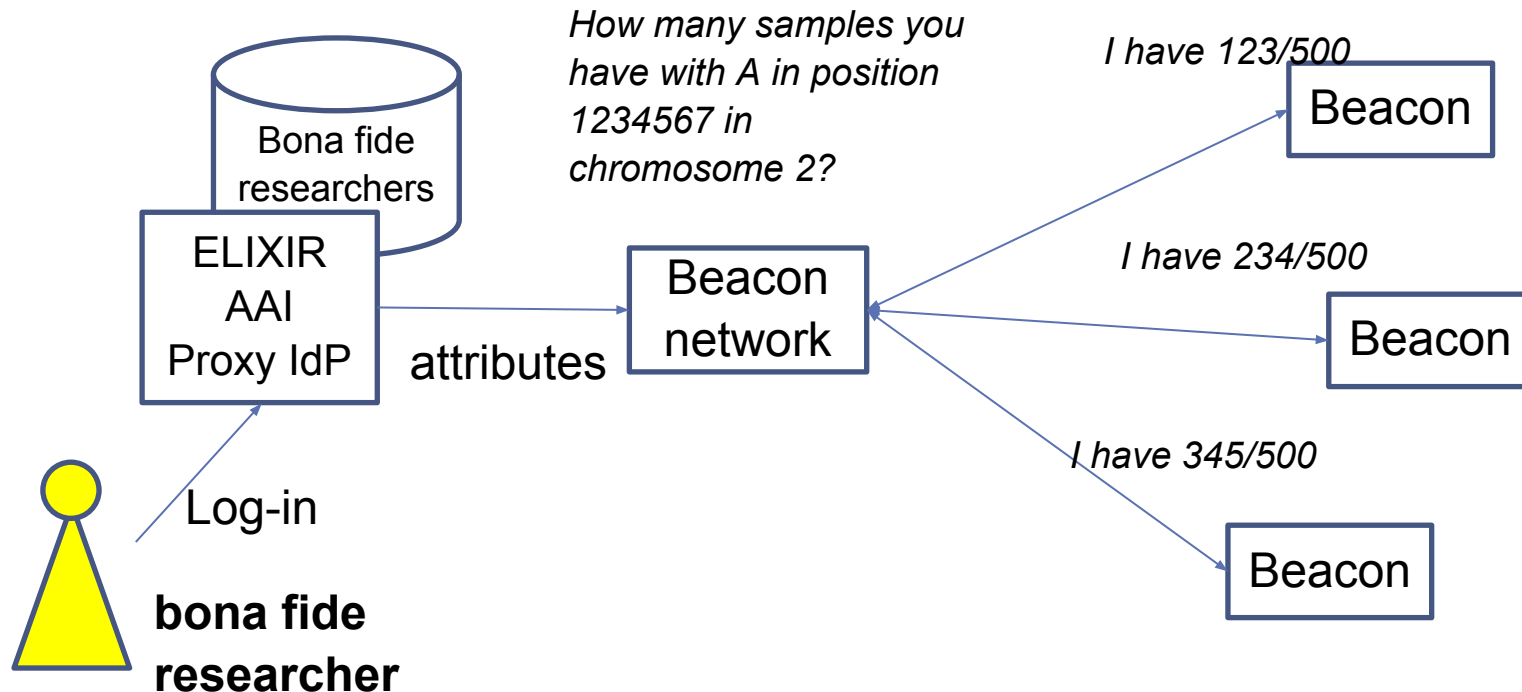 How many samples you
have with A in position
1234567 in
chromosome 2?
I have 123/500
Beacon
Bona fide
researchers
ELIXIR
AAI
Proxy IdP
attributes
Beacon
network
I have 234/500
Beacon
I have 345/500
Beacon
Log-in
bona fide
researcher